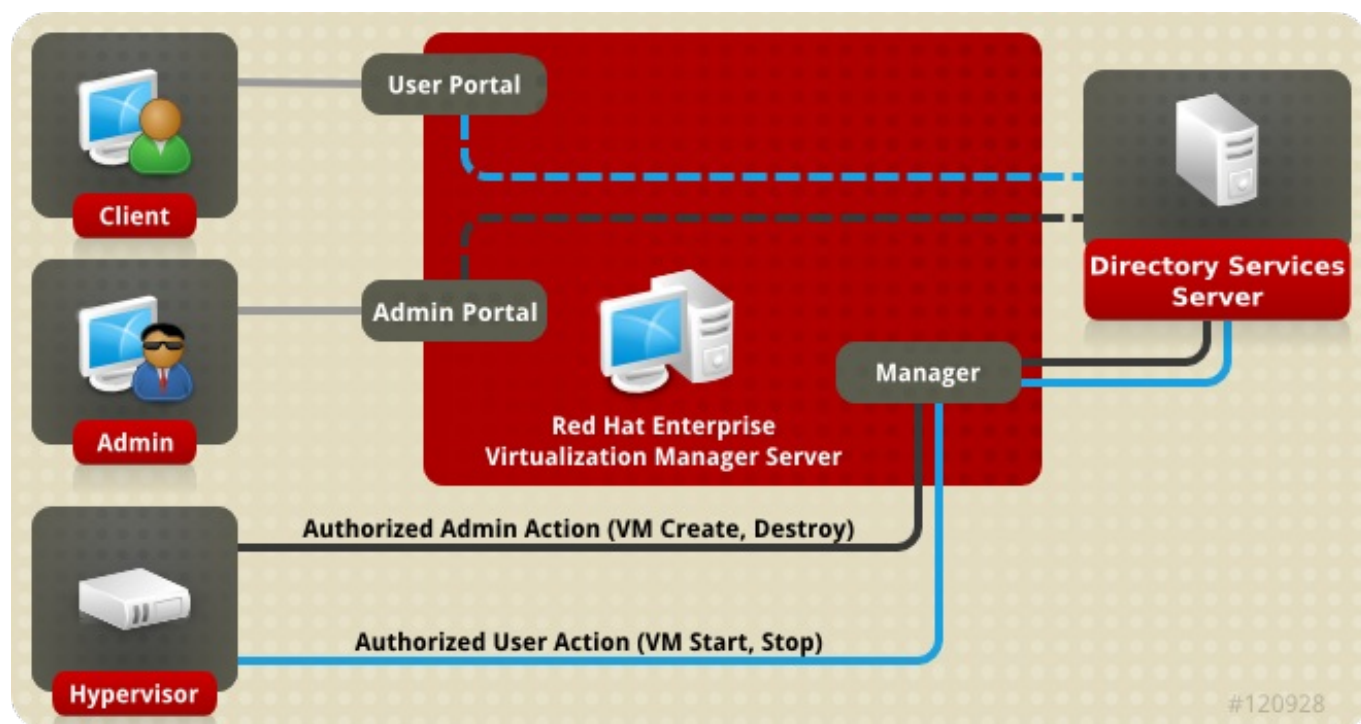 User Portal
Client
Directory Services
Server
Admin Portal
Manager
Admin
Red Hat Enterprise
Virtualization Manager Server
Authorized Admin Action (VM Create, Destroy)
Authorized User Action (VM Start, Stop)
Hypervisor
#120928